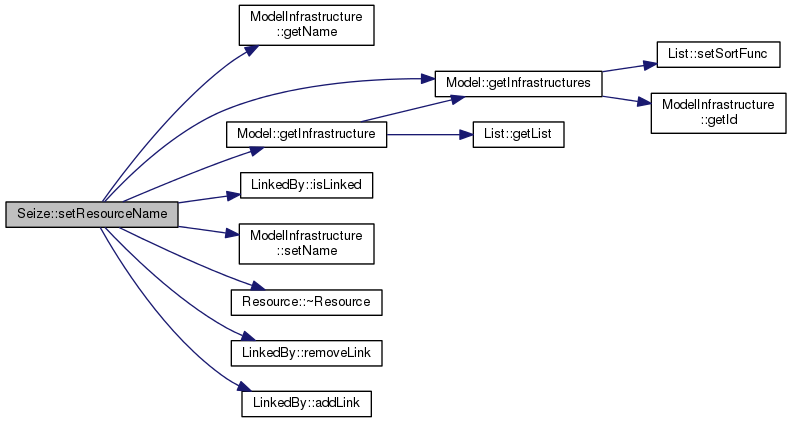 ModelInfrastructure
::getName
List::setSortFunc
Model::getInfrastructures
ModelInfrastructure
::getId
Model::getInfrastructure
List::getList
LinkedBy::isLinked
Seize::setResourceName
ModelInfrastructure
::setName
Resource::~Resource
LinkedBy::removeLink
LinkedBy::addLink